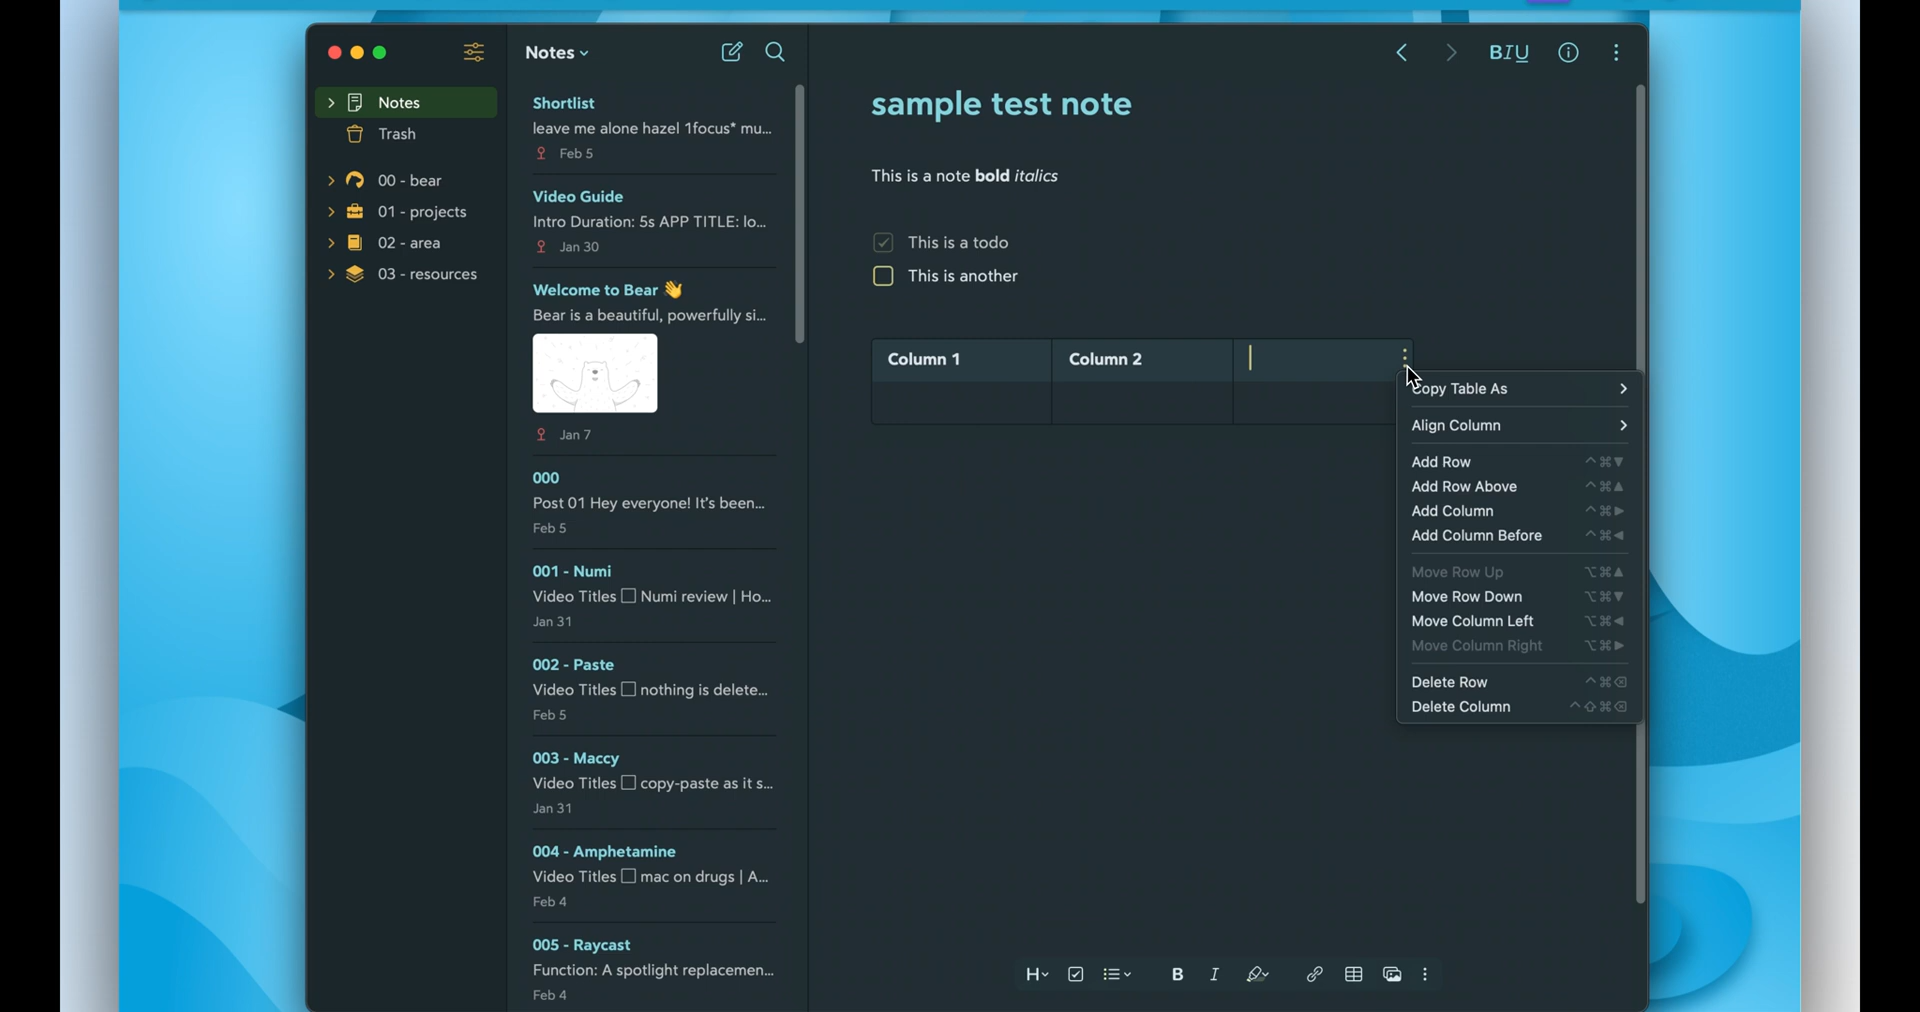 Notes
Trash
00 - bear
01 - projects
02 - area
03 - resources
Notes
Shortlist
leave me alone hazel 1focus* mu...
Feb 5
Video Guide
Intro Duration: 5s APP TITLE: lo...
Jan 30
Welcome to Bear 👋
Bear is a beautiful, powerfully si...
Jan 7
000
Post 01 Hey everyone! It's been...
Feb 5
001 - Numi
Video Titles ☐ Numi review | Ho...
Jan 31
002 - Paste
Video Titles ☐ nothing is delete...
Feb 5
003 - Maccy
Video Titles ☐ copy-paste as it s...
Jan 31
004 - Amphetamine
Video Titles ☐ mac on drugs | A...
Feb 4
005 - Raycast
Function: A spotlight replacemen...
Feb 4
BIU
sample test note
This is a note bold italics
This is a todo
This is another
Column 1 Column 2
Copy Table As
Align Column
Add Row ⌃⌘▼
Add Row Above ⌃⌘▲
Add Column ⌃⌘▶
Add Column Before ⌃⌘◀
Move Row Up ⌥⌘▲
Move Row Down ⌥⌘▼
Move Column Left ⌥⌘◀
Move Column Right ⌥⌘▶
Delete Row ⌃⌘⌫
Delete Column ⌃⇧⌘⌫
H B I